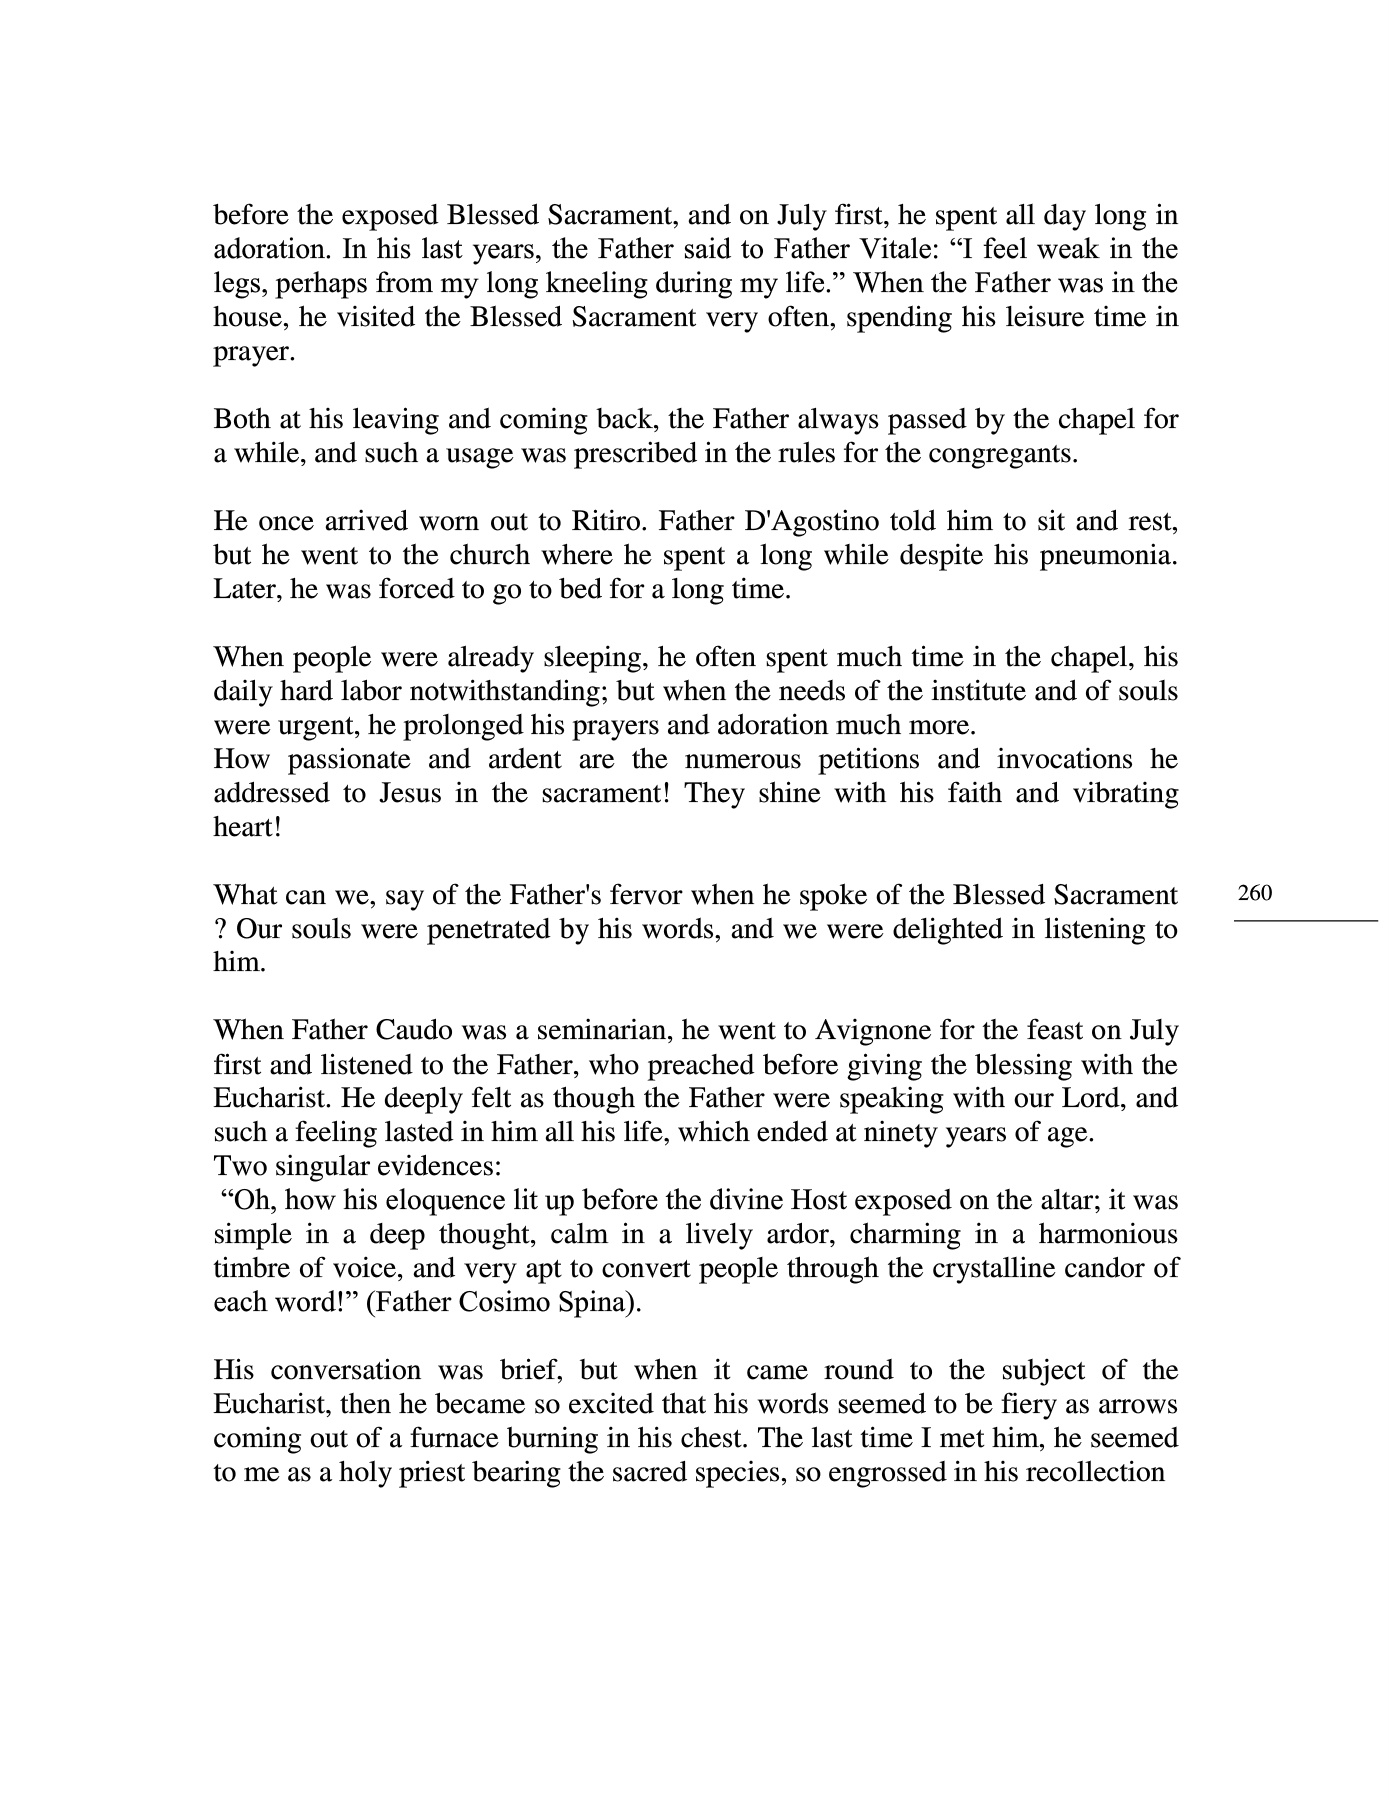 before the exposed Blessed Sacrament, and on July first, he spent all day long in
adoration. In his last years, the Father said to Father Vitale: “I feel weak in the
legs, perhaps from my long kneeling during my life.” When the Father was in the
house, he visited the Blessed Sacrament very often, spending his leisure time in
prayer.
Both at his leaving and coming back, the Father always passed by the chapel for
a while, and such a usage was prescribed in the rules for the congregants.
He once arrived worn out to Ritiro. Father D'Agostino told him to sit and rest,
but he went to the church where he spent a long while despite his pneumonia.
Later, he was forced to go to bed for a long time.
When people were already sleeping, he often spent much time in the chapel, his
daily hard labor notwithstanding; but when the needs of the institute and of souls
were urgent, he prolonged his prayers and adoration much more.
How passionate and ardent are the numerous petitions and invocations he
addressed to Jesus in the sacrament! They shine with his faith and vibrating
heart!
What can we, say of the Father's fervor when he spoke of the Blessed Sacrament
? Our souls were penetrated by his words, and we were delighted in listening to
him.
260
When Father Caudo was a seminarian, he went to Avignone for the feast on July
first and listened to the Father, who preached before giving the blessing with the
Eucharist. He deeply felt as though the Father were speaking with our Lord, and
such a feeling lasted in him all his life, which ended at ninety years of age.
Two singular evidences:
“Oh, how his eloquence lit up before the divine Host exposed on the altar; it was
simple in a deep thought, calm in a lively ardor, charming in a harmonious
timbre of voice, and very apt to convert people through the crystalline candor of
each word!” (Father Cosimo Spina).
His conversation was brief, but when it came round to the subject of the
Eucharist, then he became so excited that his words seemed to be fiery as arrows
coming out of a furnace burning in his chest. The last time I met him, he seemed
to me as a holy priest bearing the sacred species, so engrossed in his recollection